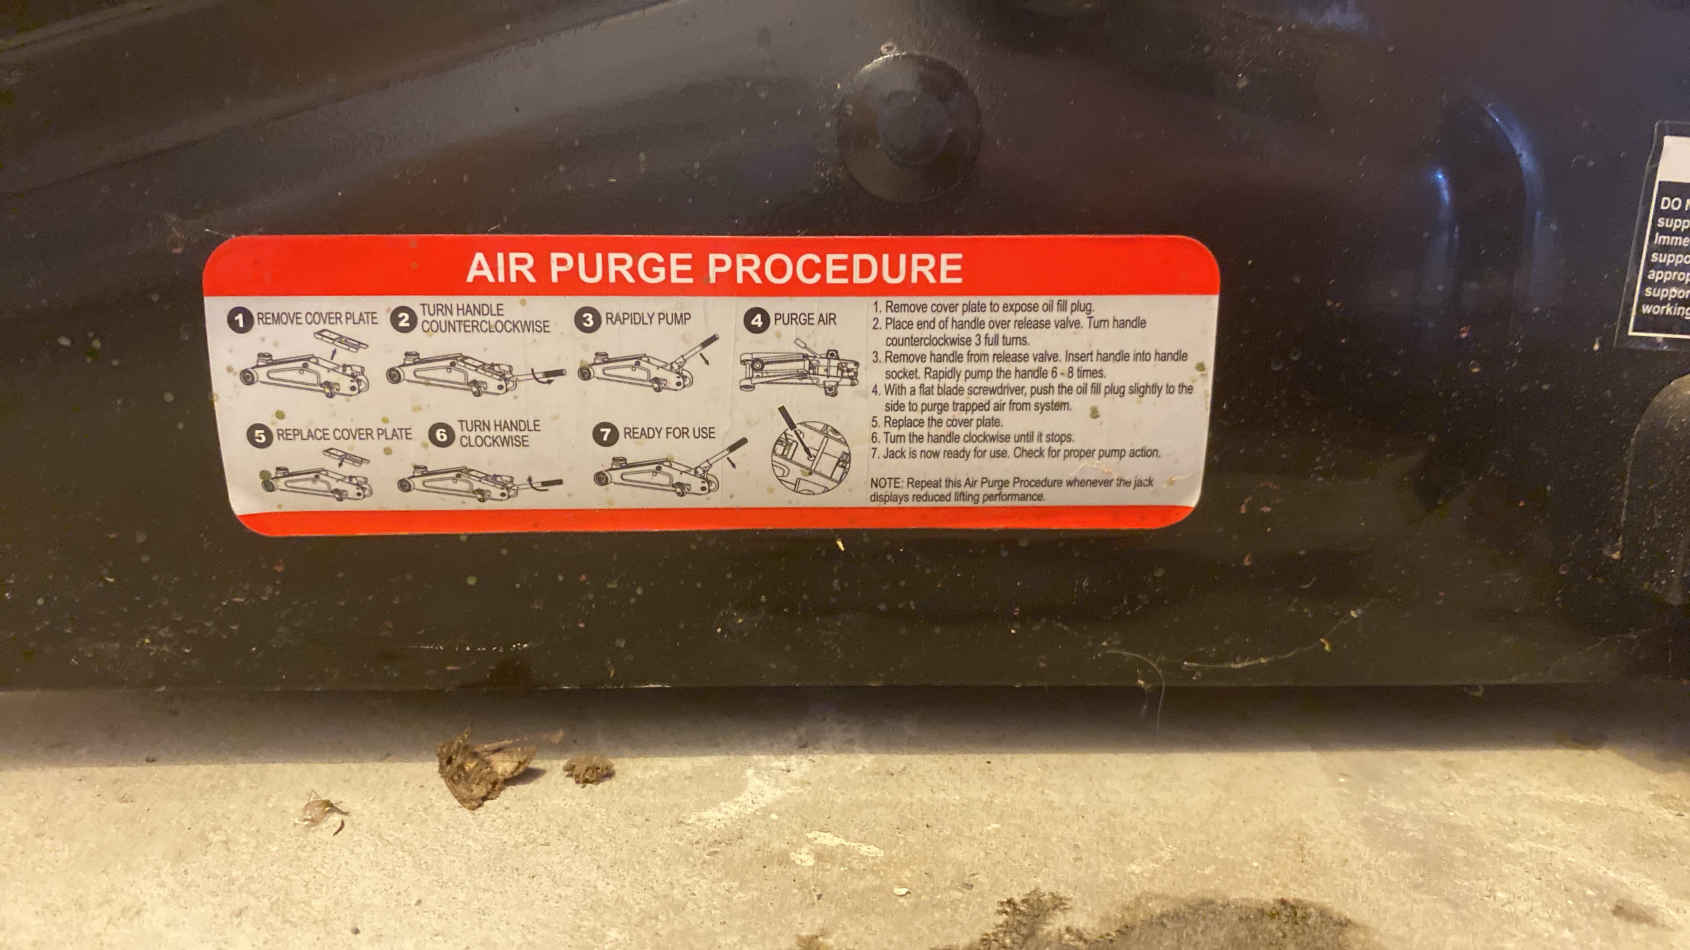 AIR PURGE PROCEDURE
1 REMOVE COVER PLATE
2 TURN HANDLE
COUNTERCLOCKWISE
3 RAPIDLY PUMP
4 PURGE AIR
5 REPLACE COVER PLATE
6 TURN HANDLE
CLOCKWISE
7 READY FOR USE
1. Remove cover plate to expose oil fill plug.
2. Place end of handle over release valve. Turn handle
counterclockwise 3 full turns.
3. Remove handle from release valve. Insert handle into handle
socket. Rapidly pump the handle 6 - 8 times.
4. With a flat blade screwdriver, push the oil fill plug slightly to the
side to purge trapped air from system.
5. Replace the cover plate.
6. Turn the handle clockwise until it stops.
7. Jack is now ready for use. Check for proper pump action.
NOTE: Repeat this Air Purge Procedure whenever the jack
displays reduced lifting performance.
DO
working